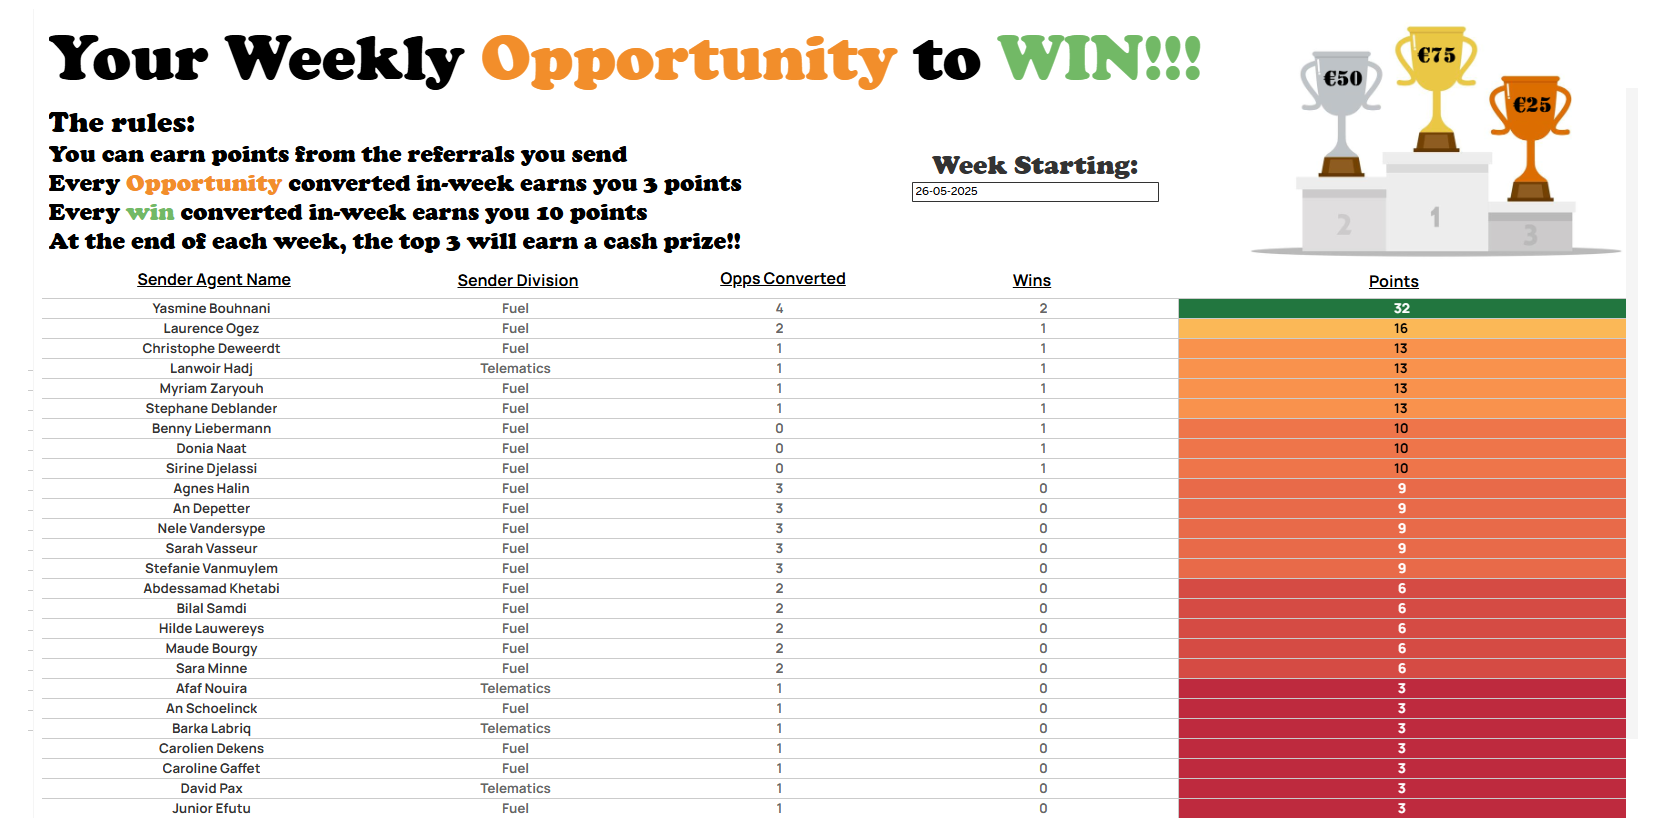 Your Weekly Opportunity to WIN!!!
€50
€75
€25
The rules:
You can earn points from the referrals you send
Every Opportunity converted in-week earns you 3 points
Every win converted in-week earns you 10 points
At the end of each week, the top 3 will earn a cash prize!!
Week Starting:
26-05-2025
2
1
3
Sender Agent Name Sender Division Opps Converted Wins Points
Yasmine Bouhnani Fuel 4 2 32
Laurence Ogez Fuel 2 1 16
Christophe Deweerdt Fuel 1 1 13
Lanwoir Hadj Telematics 1 1 13
Myriam Zaryouh Fuel 1 1 13
Stephane Deblander Fuel 1 1 13
Benny Liebermann Fuel 0 1 10
Donia Naat Fuel 0 1 10
Sirine Djelassi Fuel 0 1 10
Agnes Halin Fuel 3 0 9
An Depetter Fuel 3 0 9
Nele Vandersype Fuel 3 0 9
Sarah Vasseur Fuel 3 0 9
Stefanie Vanmuylem Fuel 3 0 9
Abdessamad Khetabi Fuel 2 0 6
Bilal Samdi Fuel 2 0 6
Hilde Lauwereys Fuel 2 0 6
Maude Bourgy Fuel 2 0 6
Sara Minne Fuel 2 0 6
Afaf Nouira Telematics 1 0 3
An Schoelinck Fuel 1 0 3
Barka Labriq Telematics 1 0 3
Carolien Dekens Fuel 1 0 3
Caroline Gaffet Fuel 1 0 3
David Pax Telematics 1 0 3
Junior Efutu Fuel 1 0 3